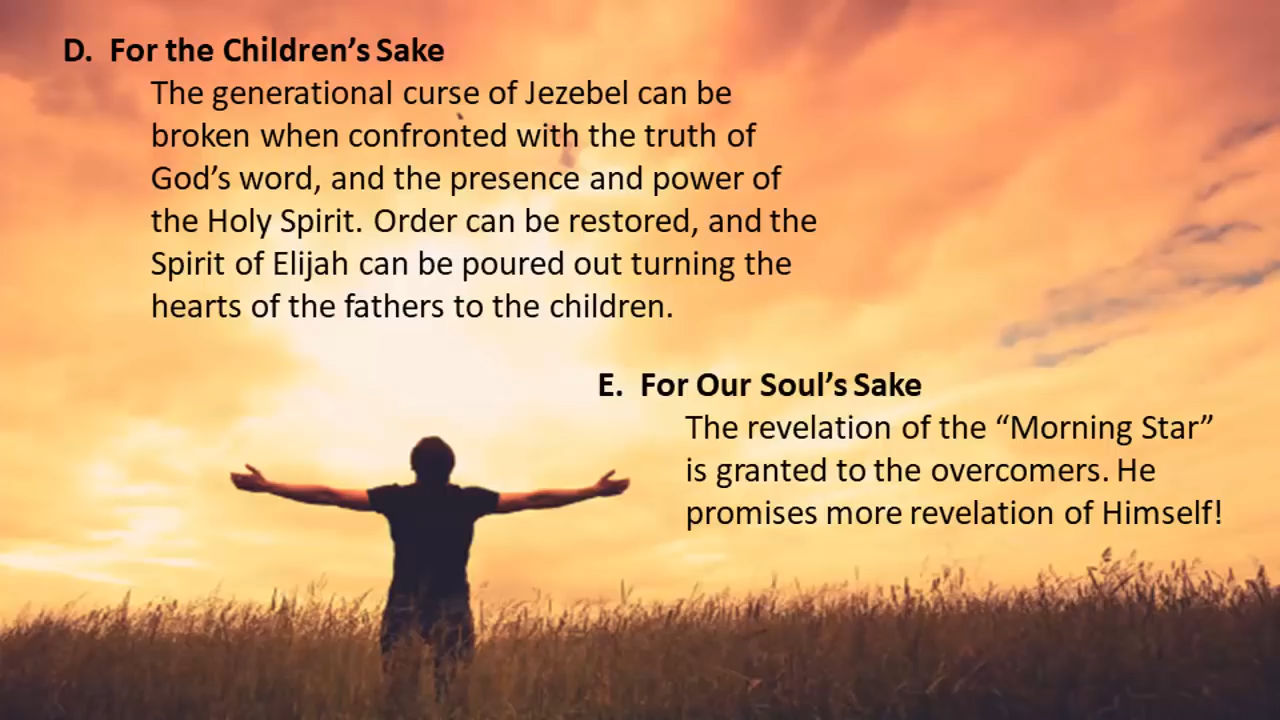 D. For the Children’s Sake
The generational curse of Jezebel can be
broken when confronted with the truth of
God’s word, and the presence and power of
the Holy Spirit. Order can be restored, and the
Spirit of Elijah can be poured out turning the
hearts of the fathers to the children.
E. For Our Soul’s Sake
The revelation of the “Morning Star”
is granted to the overcomers. He
promises more revelation of Himself!